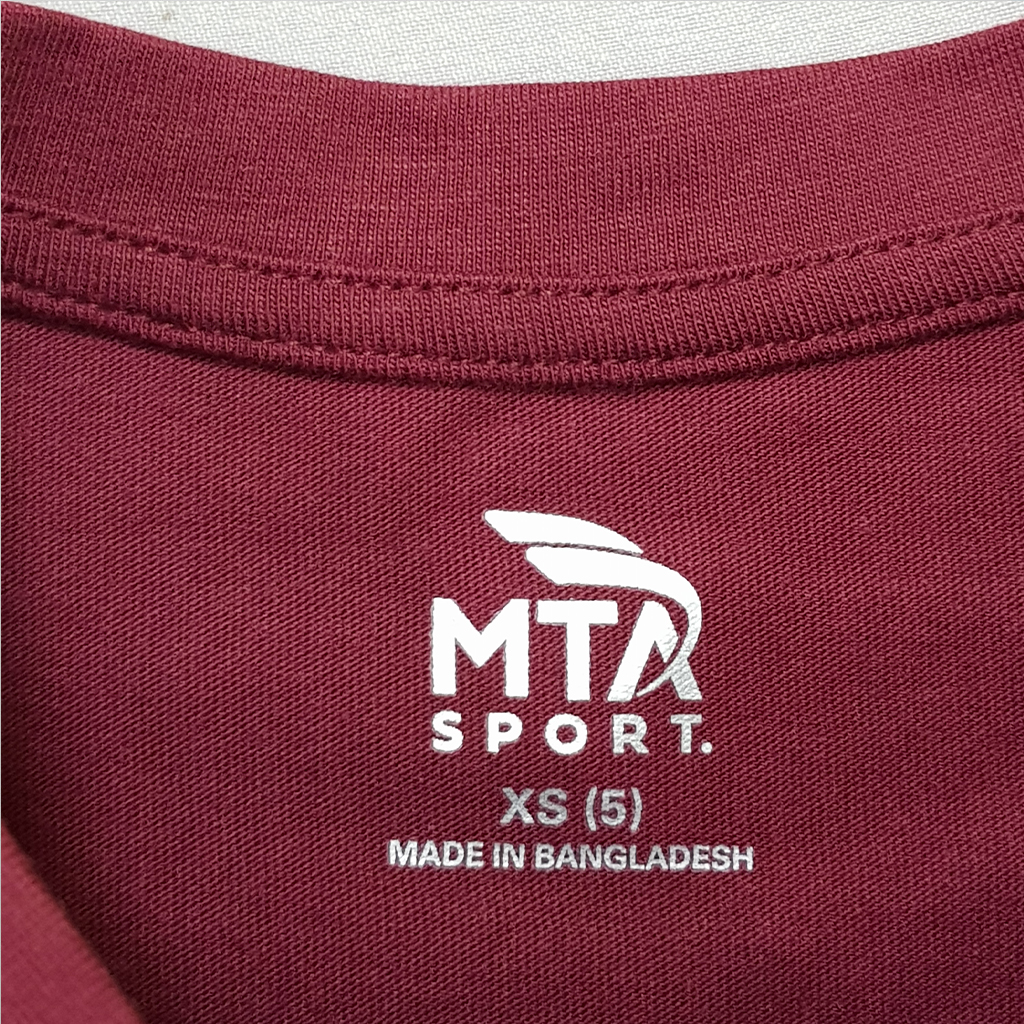 MTA
SPORT.
XS (5)
MADE IN BANGLADESH